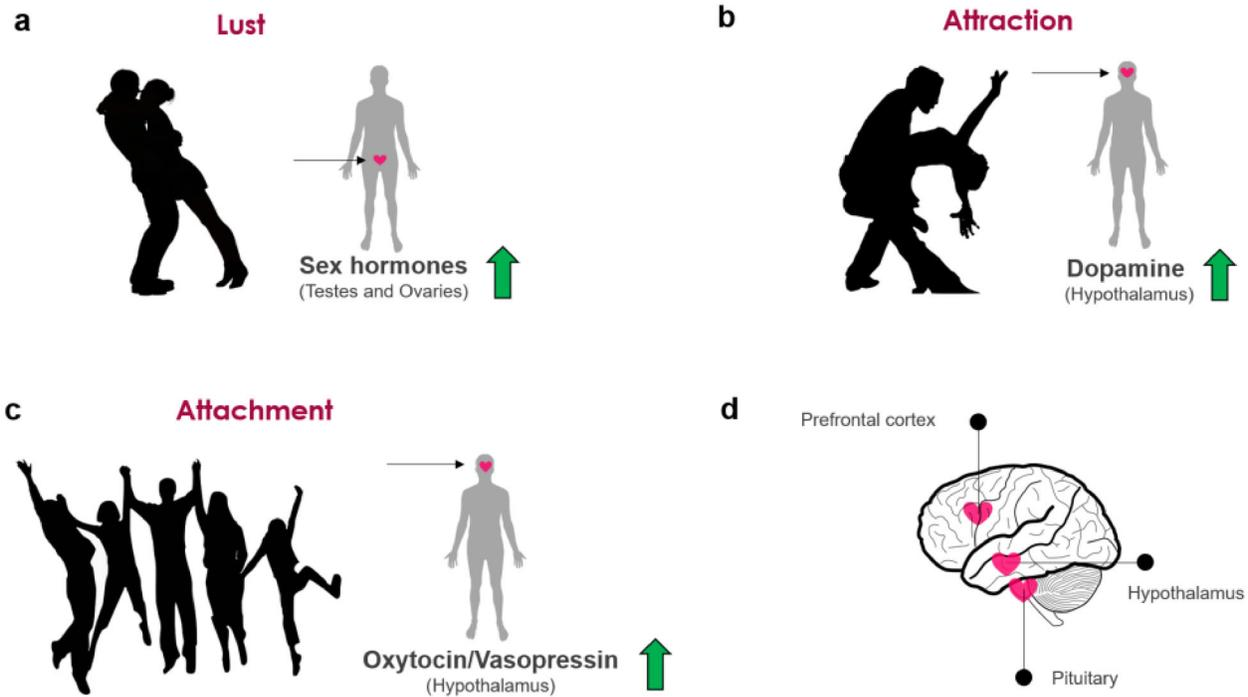 a
Lust
Sex hormones
(Testes and Ovaries)
b
Attraction
Dopamine
(Hypothalamus)
c
Attachment
Oxytocin/Vasopressin
(Hypothalamus)
d
Prefrontal cortex
Hypothalamus
Pituitary